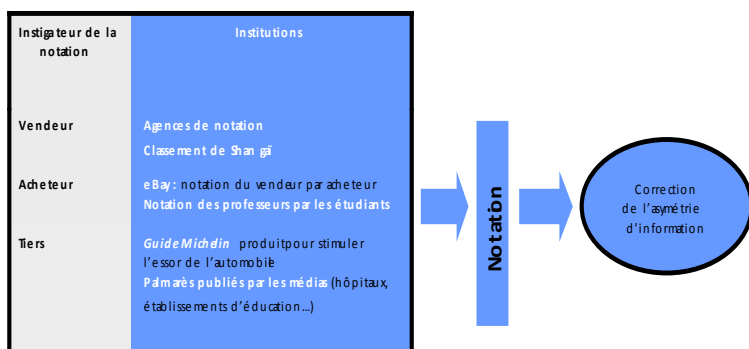 Instigateur de la notation
Institutions
Vendeur
Agences de notation
Classement de Shangaï
Acheteur
eBay : notation du vendeur par acheteur
Notation des professeurs par les étudiants
Tiers
Guide Michelin produit pour stimuler
l'essor de l'automobile
Palmarès publiés par les médias (hôpitaux,
établissements d'éducation...)
Notation
Correction
de l'asymétrie
d'information